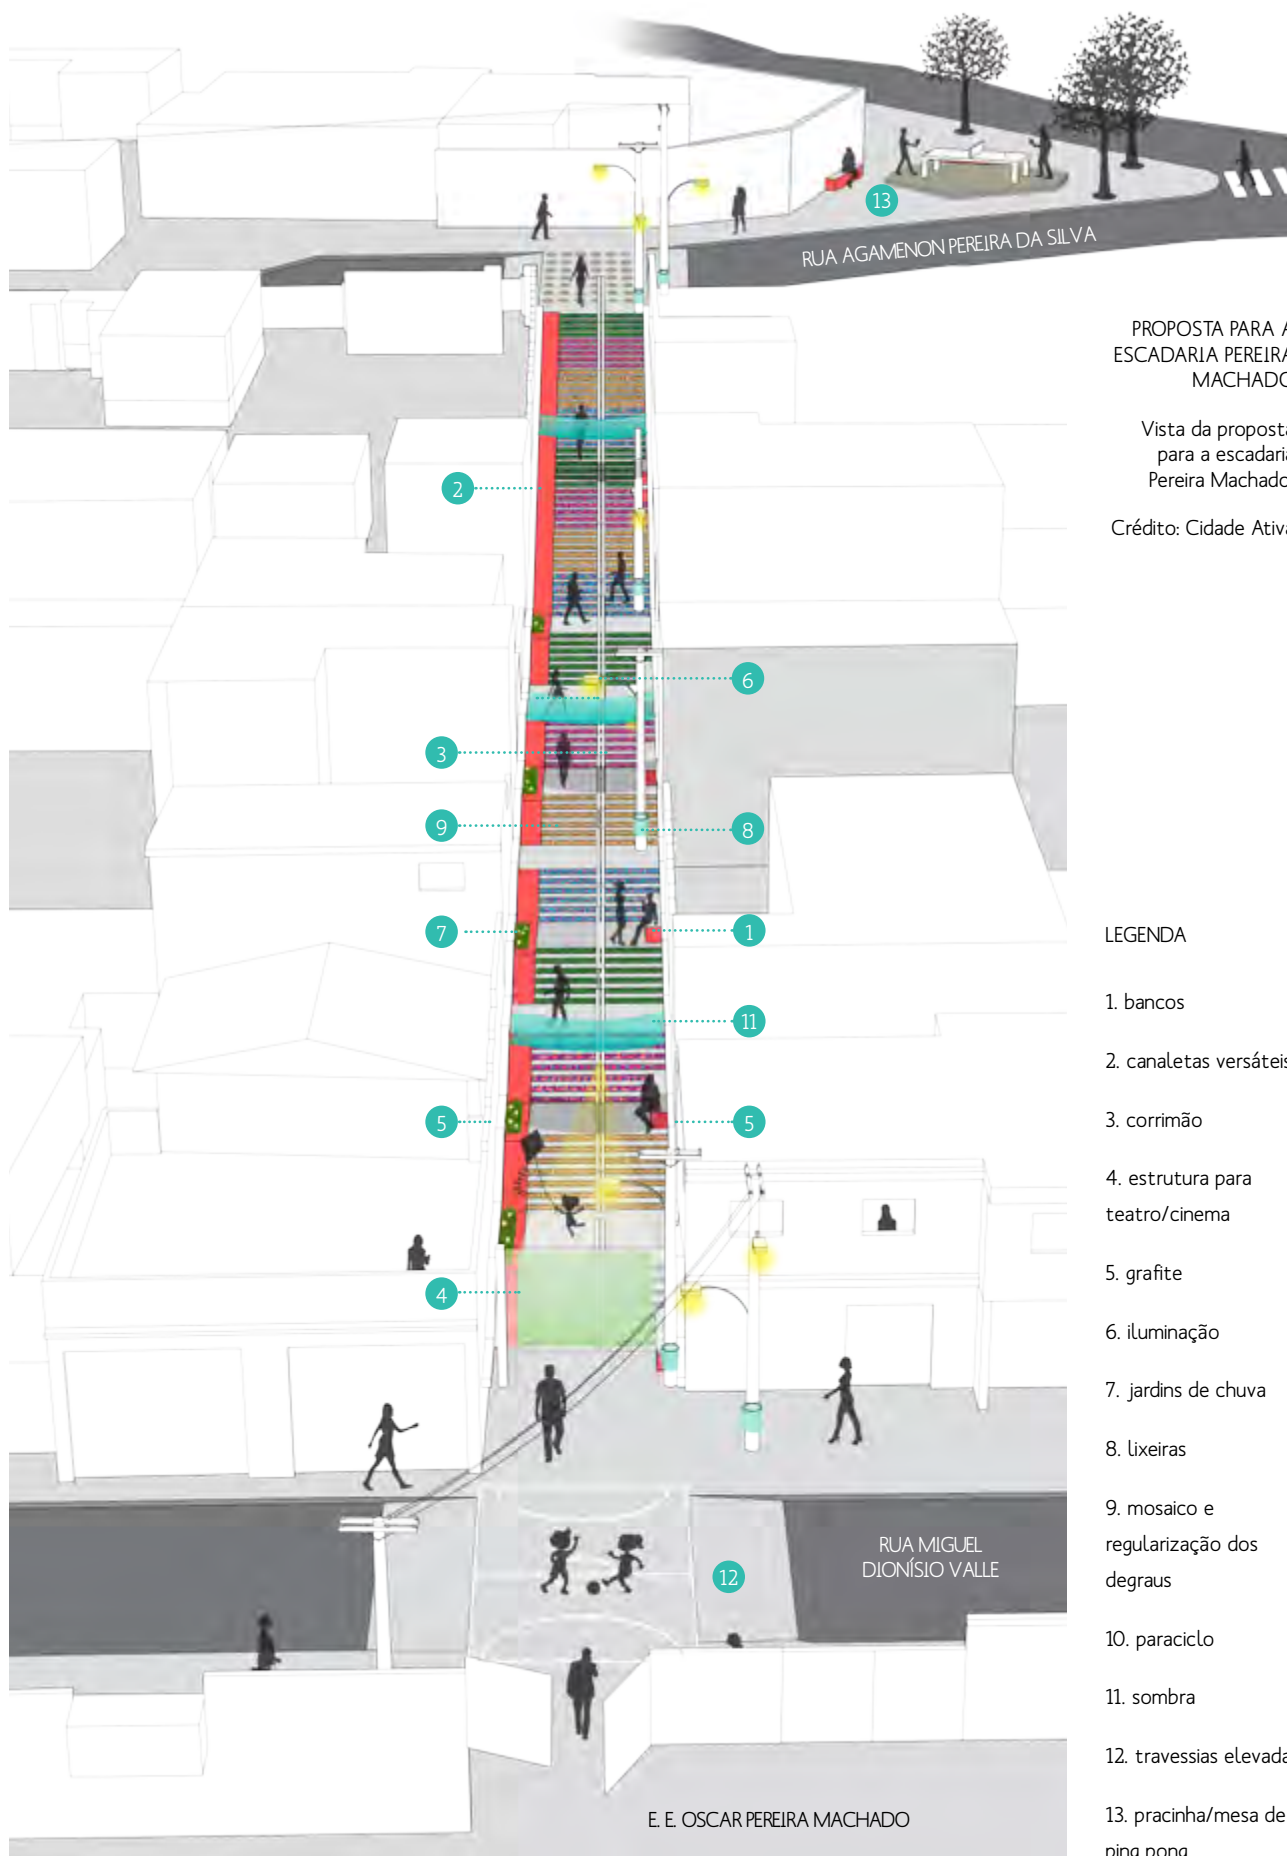 13
RUA AGAMENON PEREIRA DA SILVA
PROPOSTA PARA A
ESCADARIA PEREIRA
MACHADO
Vista da proposta
para a escadaria
Pereira Machado
Crédito: Cidade Ativa
2
6
3
9
8
7
1
11
5
5
4
12
RUA MIGUEL
DIONÍSIO VALLE
E. E. OSCAR PEREIRA MACHADO
LEGENDA
1. bancos
2. canaletas versáteis
3. corrimão
4. estrutura para
teatro/cinema
5. grafite
6. iluminação
7. jardins de chuva
8. lixeiras
9. mosaico e
regularização dos
degraus
10. paraciclo
11. sombra
12. travessias elevada
13. pracinha/mesa de
ping pong